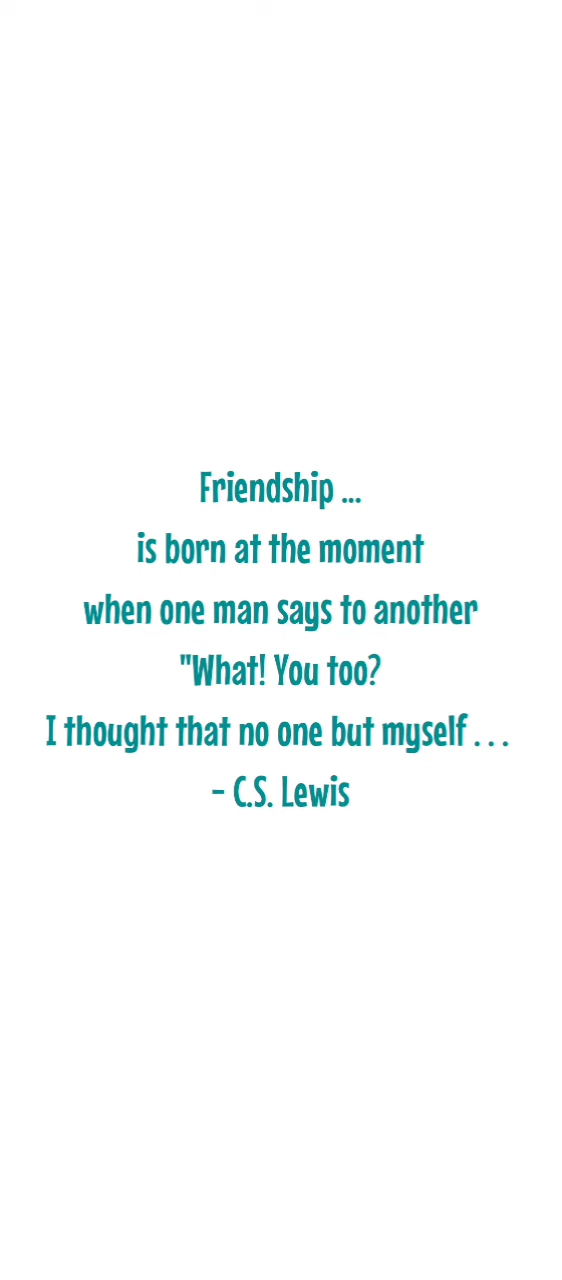 Friendship ...
is born at the moment
when one man says to another
"What! You too?
I thought that no one but myself . . .
- C.S. Lewis